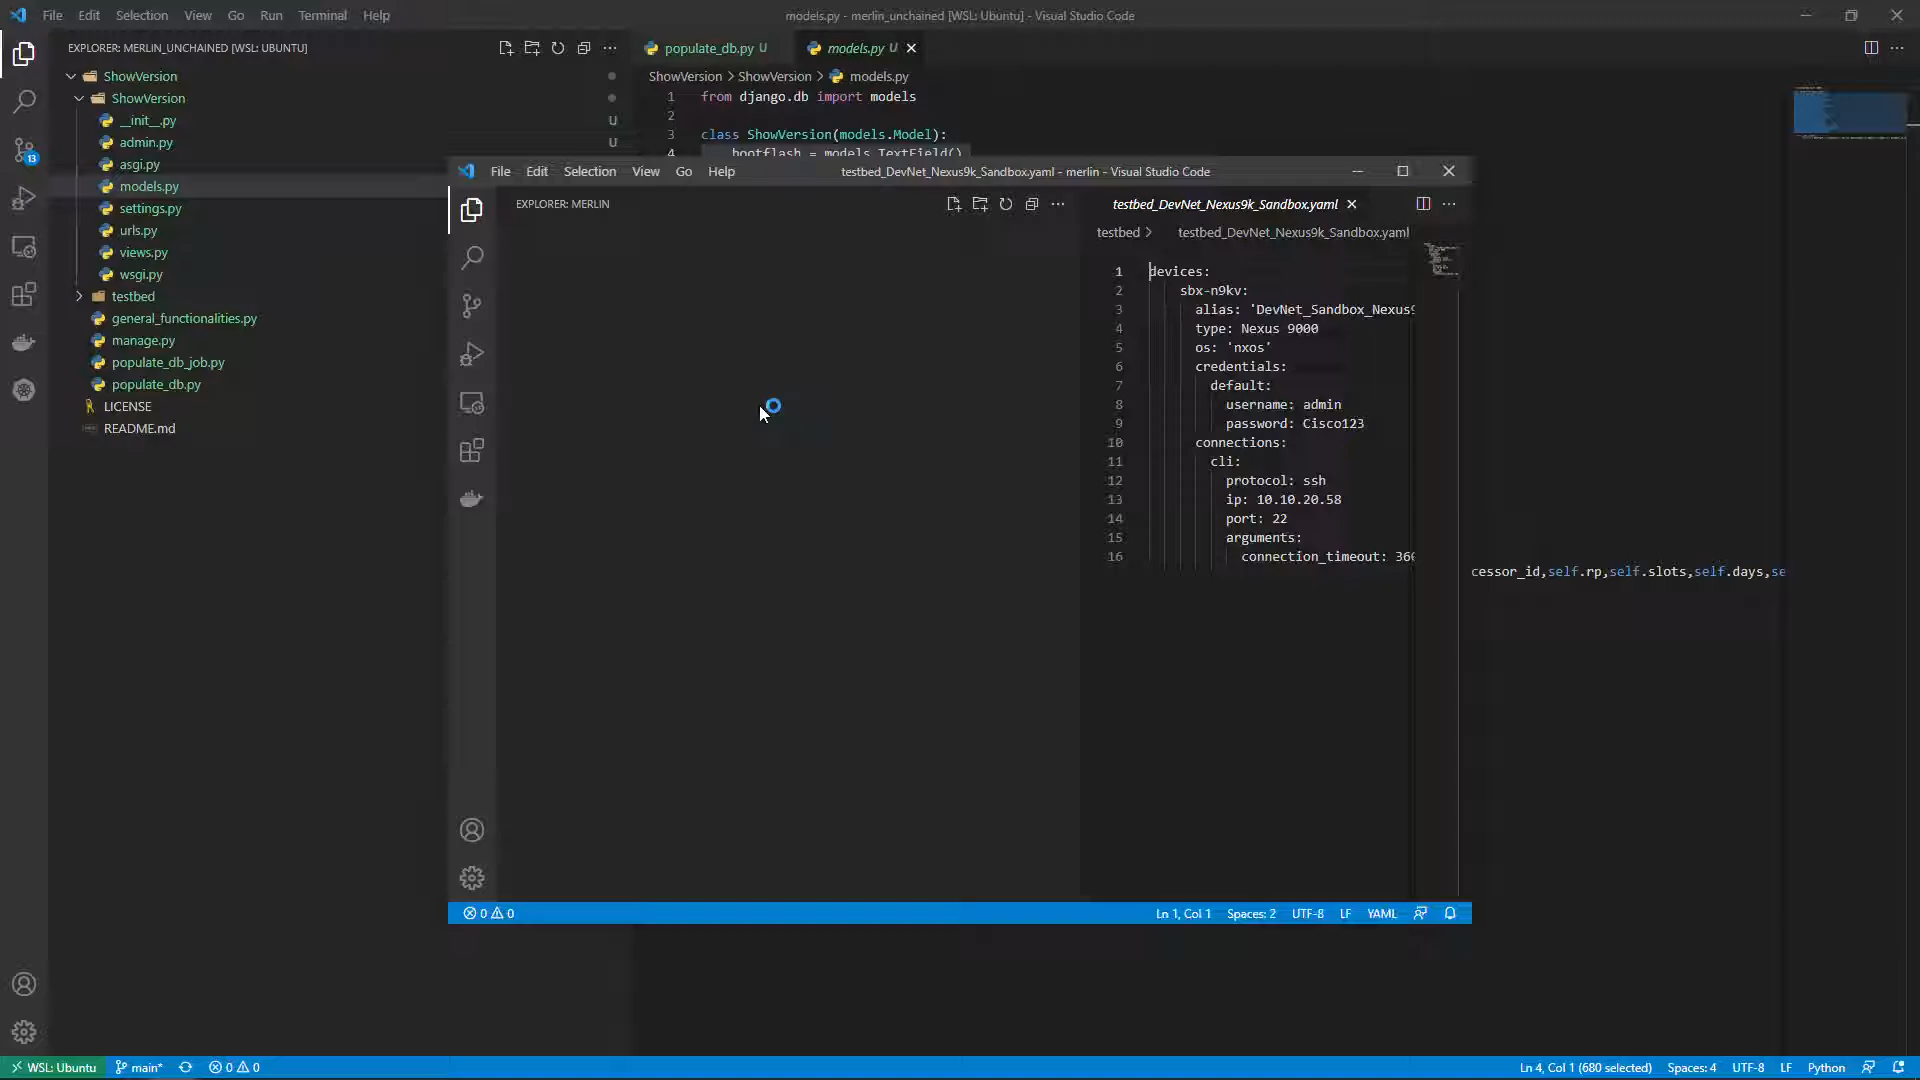 File Edit Selection View Go Run Terminal Help
models.py - merlin_unchained [WSL: Ubuntu] - Visual Studio Code
EXPLORER: MERLIN_UNCHAINED [WSL: UBUNTU]
ShowVersion
ShowVersion
__init__.py U
admin.py U
asgi.py
models.py
settings.py
urls.py
views.py
wsgi.py
testbed
general_functionalities.py
manage.py
populate_db_job.py
populate_db.py
LICENSE
README.md
13
populate_db.py U
models.py U
ShowVersion > ShowVersion > models.py
1 from django.db import models
2
3 class ShowVersion(models.Model):
4 bootflash = models.TextField()
cessor_id,self.rp,self.slots,self.days,se
File Edit Selection View Go Help
testbed_DevNet_Nexus9k_Sandbox.yaml - merlin - Visual Studio Code
EXPLORER: MERLIN
testbed_DevNet_Nexus9k_Sandbox.yaml
testbed > testbed_DevNet_Nexus9k_Sandbox.yaml
1 devices:
2 sbx-n9kv:
3 alias: 'DevNet_Sandbox_Nexus9
4 type: Nexus 9000
5 os: 'nxos'
6 credentials:
7 default:
8 username: admin
9 password: Cisco123
10 connections:
11 cli:
12 protocol: ssh
13 ip: 10.10.20.58
14 port: 22
15 arguments:
16 connection_timeout: 360
0 0
Ln 1, Col 1 Spaces: 2 UTF-8 LF YAML
WSL: Ubuntu main* 0 0
Ln 4, Col 1 (680 selected) Spaces: 4 UTF-8 LF Python